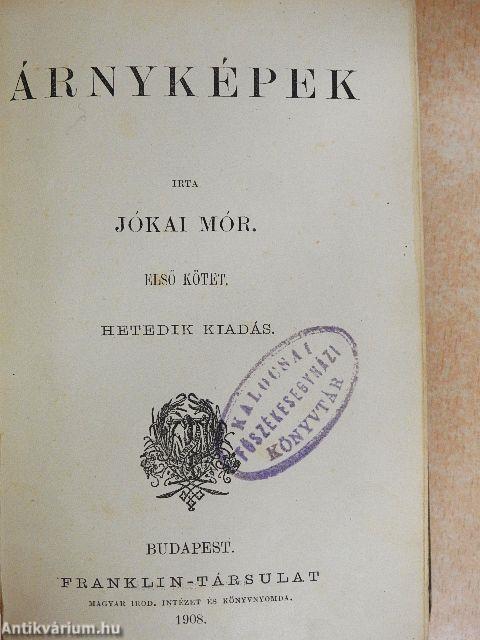 ÁRNYKÉPEK
IRTA
JÓKAI MÓR.
ELSŐ KÖTET.
HETEDIK KIADÁS.
KALOCSAI
FŐSZÉKESEGYHÁZI
KÖNYVTÁR
BUDAPEST.
FRANKLIN-TÁRSULAT
MAGYAR IROD. INTÉZET ÉS KÖNYVNYOMDA.
1908.
Antikvárium.hu